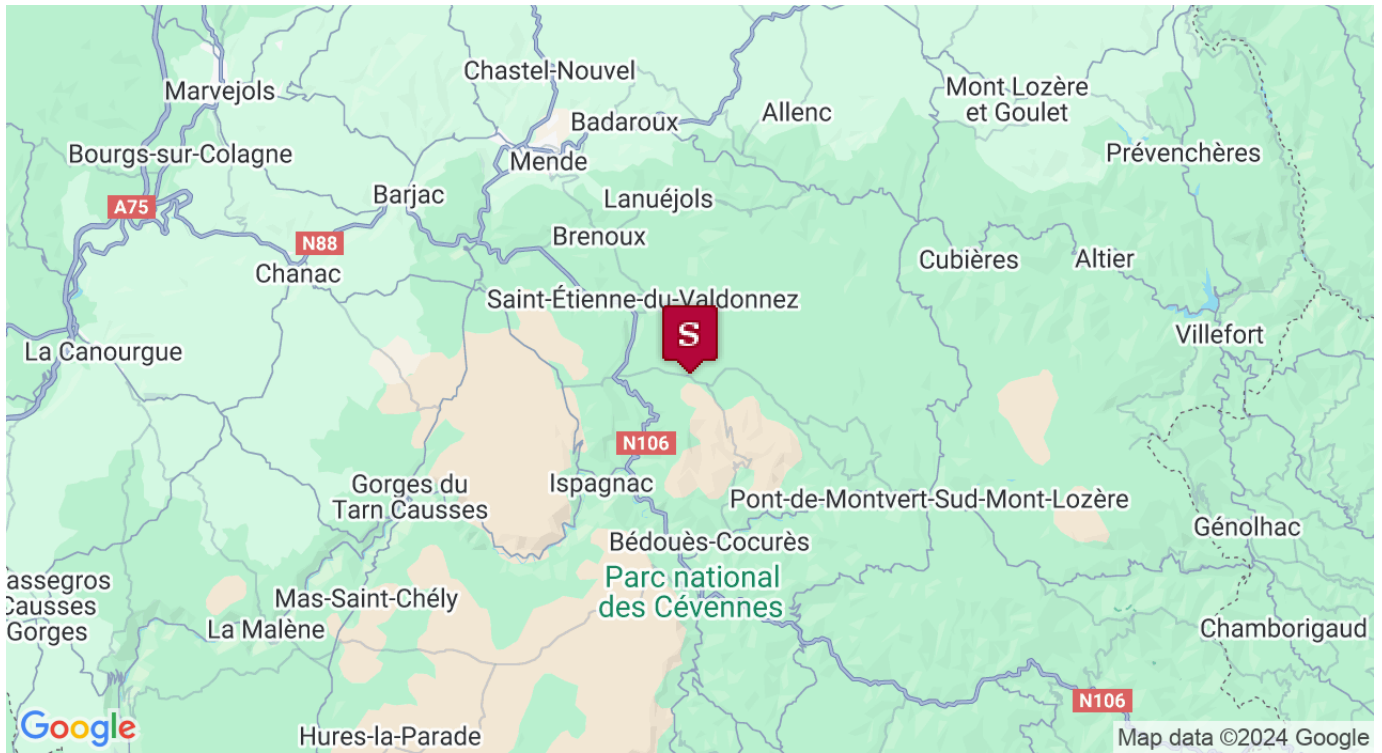 Chastel-Nouvel
Marvejols
Mont Lozère
et Goulet
Allenc
Badaroux
Bourgs-sur-Colagne
Mende
Prévenchères
Barjac
Lanuéjols
A75
Brenoux
N88
Chanac
Cubières
Altier
Saint-Étienne-du-Valdonnez
S
Villefort
La Canourgue
N106
Gorges du
Tarn Causses
Ispagnac
Pont-de-Montvert-Sud-Mont-Lozère
Génolhac
Bédouès-Cocurès
Parc national
des Cévennes
assegros
Causses
Gorges
Mas-Saint-Chély
La Malène
Chamborigaud
N106
Google
Hures-la-Parade
Map data ©2024 Google